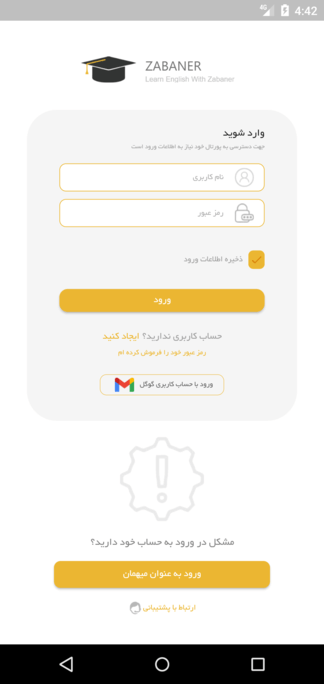 4G 4:42
ZABANER
Learn English With Zabaner
وارد شوید
جهت دسترسی به پورتال خود نیاز به اطلاعات ورود است
نام کاربری
رمز عبور
ذخیره اطلاعات ورود
ورود
حساب کاربری ندارید؟ ایجاد کنید
رمز عبور خود را فرموش کرده ام
ورود با حساب کاربری گوگل
مشکل در ورود به حساب خود دارید؟
ورود به عنوان میهمان
ارتباط با پشتیبانی